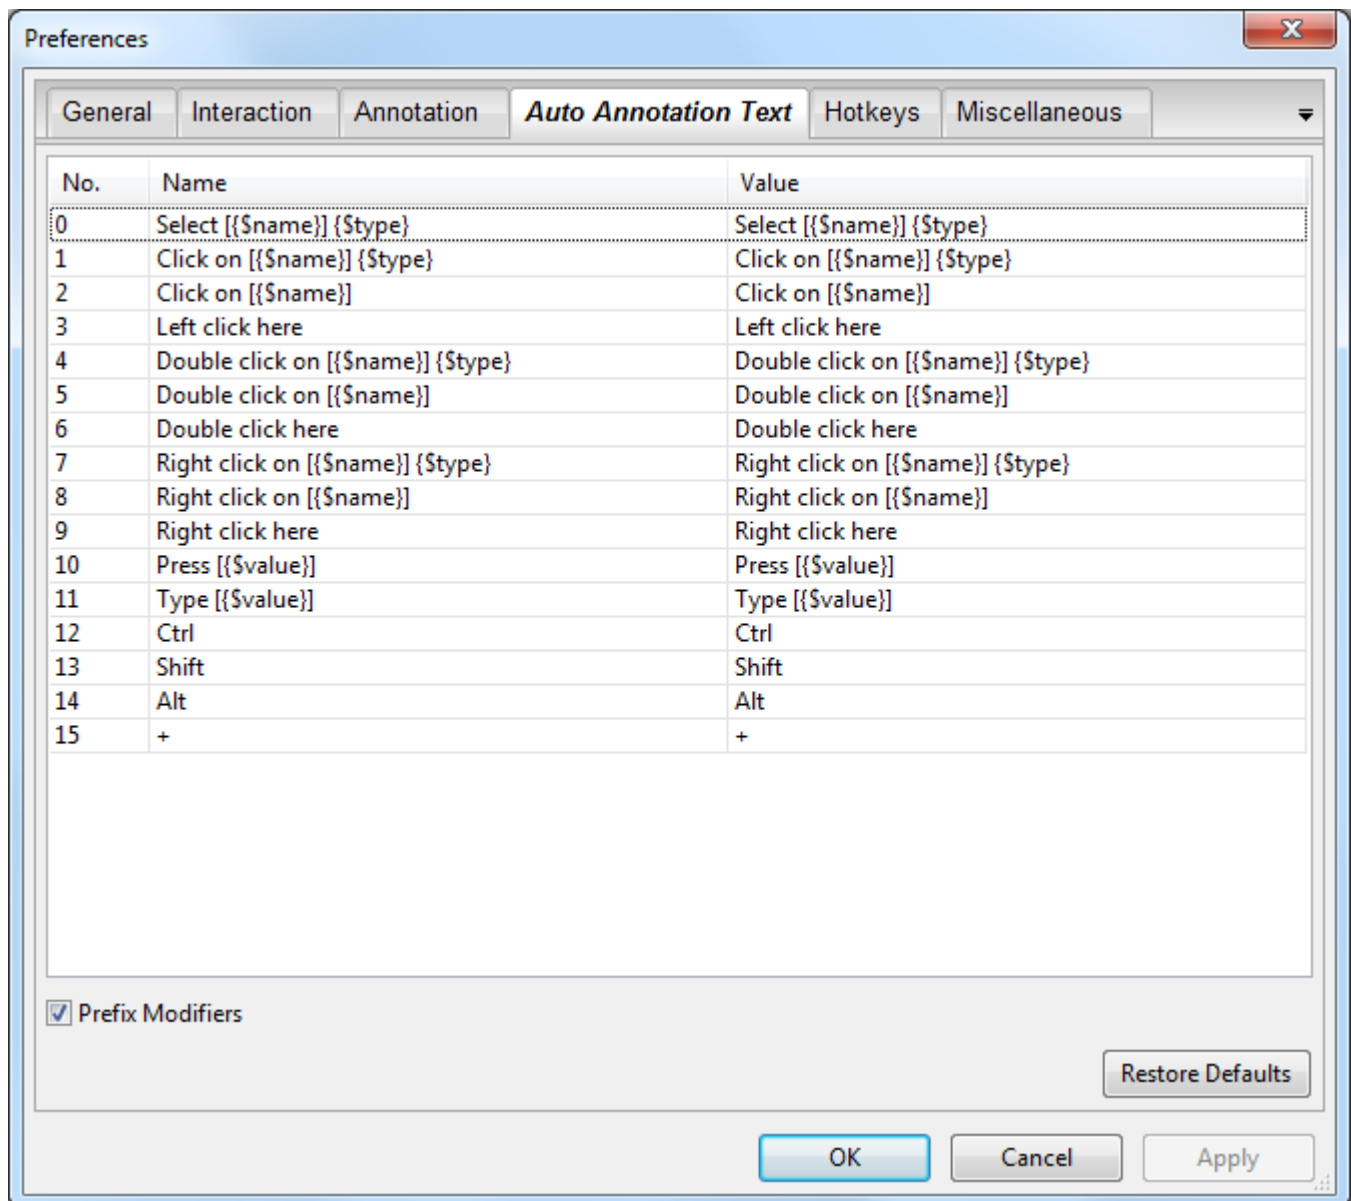 Preferences
General Interaction Annotation Auto Annotation Text Hotkeys Miscellaneous
No. Name Value
0 Select [{$name}] {$type} Select [{$name}] {$type}
1 Click on [{$name}] {$type} Click on [{$name}] {$type}
2 Click on [{$name}] Click on [{$name}]
3 Left click here Left click here
4 Double click on [{$name}] {$type} Double click on [{$name}] {$type}
5 Double click on [{$name}] Double click on [{$name}]
6 Double click here Double click here
7 Right click on [{$name}] {$type} Right click on [{$name}] {$type}
8 Right click on [{$name}] Right click on [{$name}]
9 Right click here Right click here
10 Press [{$value}] Press [{$value}]
11 Type [{$value}] Type [{$value}]
12 Ctrl Ctrl
13 Shift Shift
14 Alt Alt
15 + +
Prefix Modifiers
Restore Defaults
OK Cancel Apply